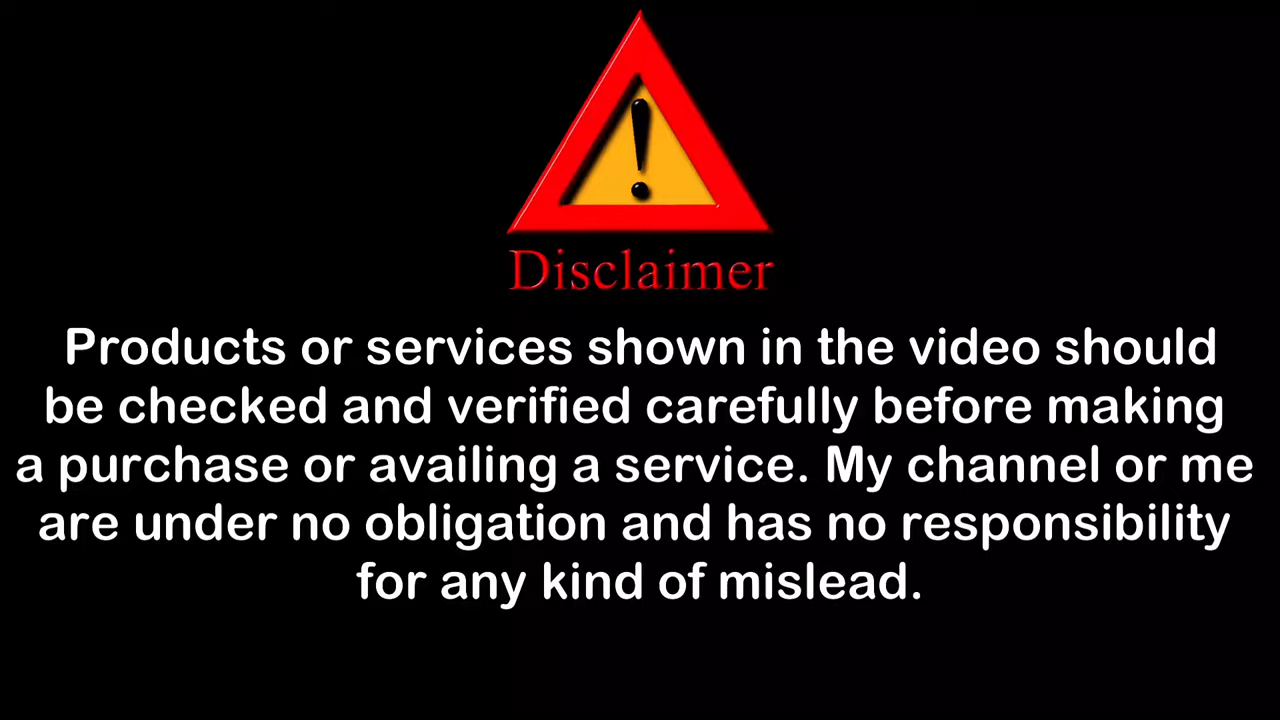 Disclaimer
Products or services shown in the video should
be checked and verified carefully before making
a purchase or availing a service. My channel or me
are under no obligation and has no responsibility
for any kind of mislead.